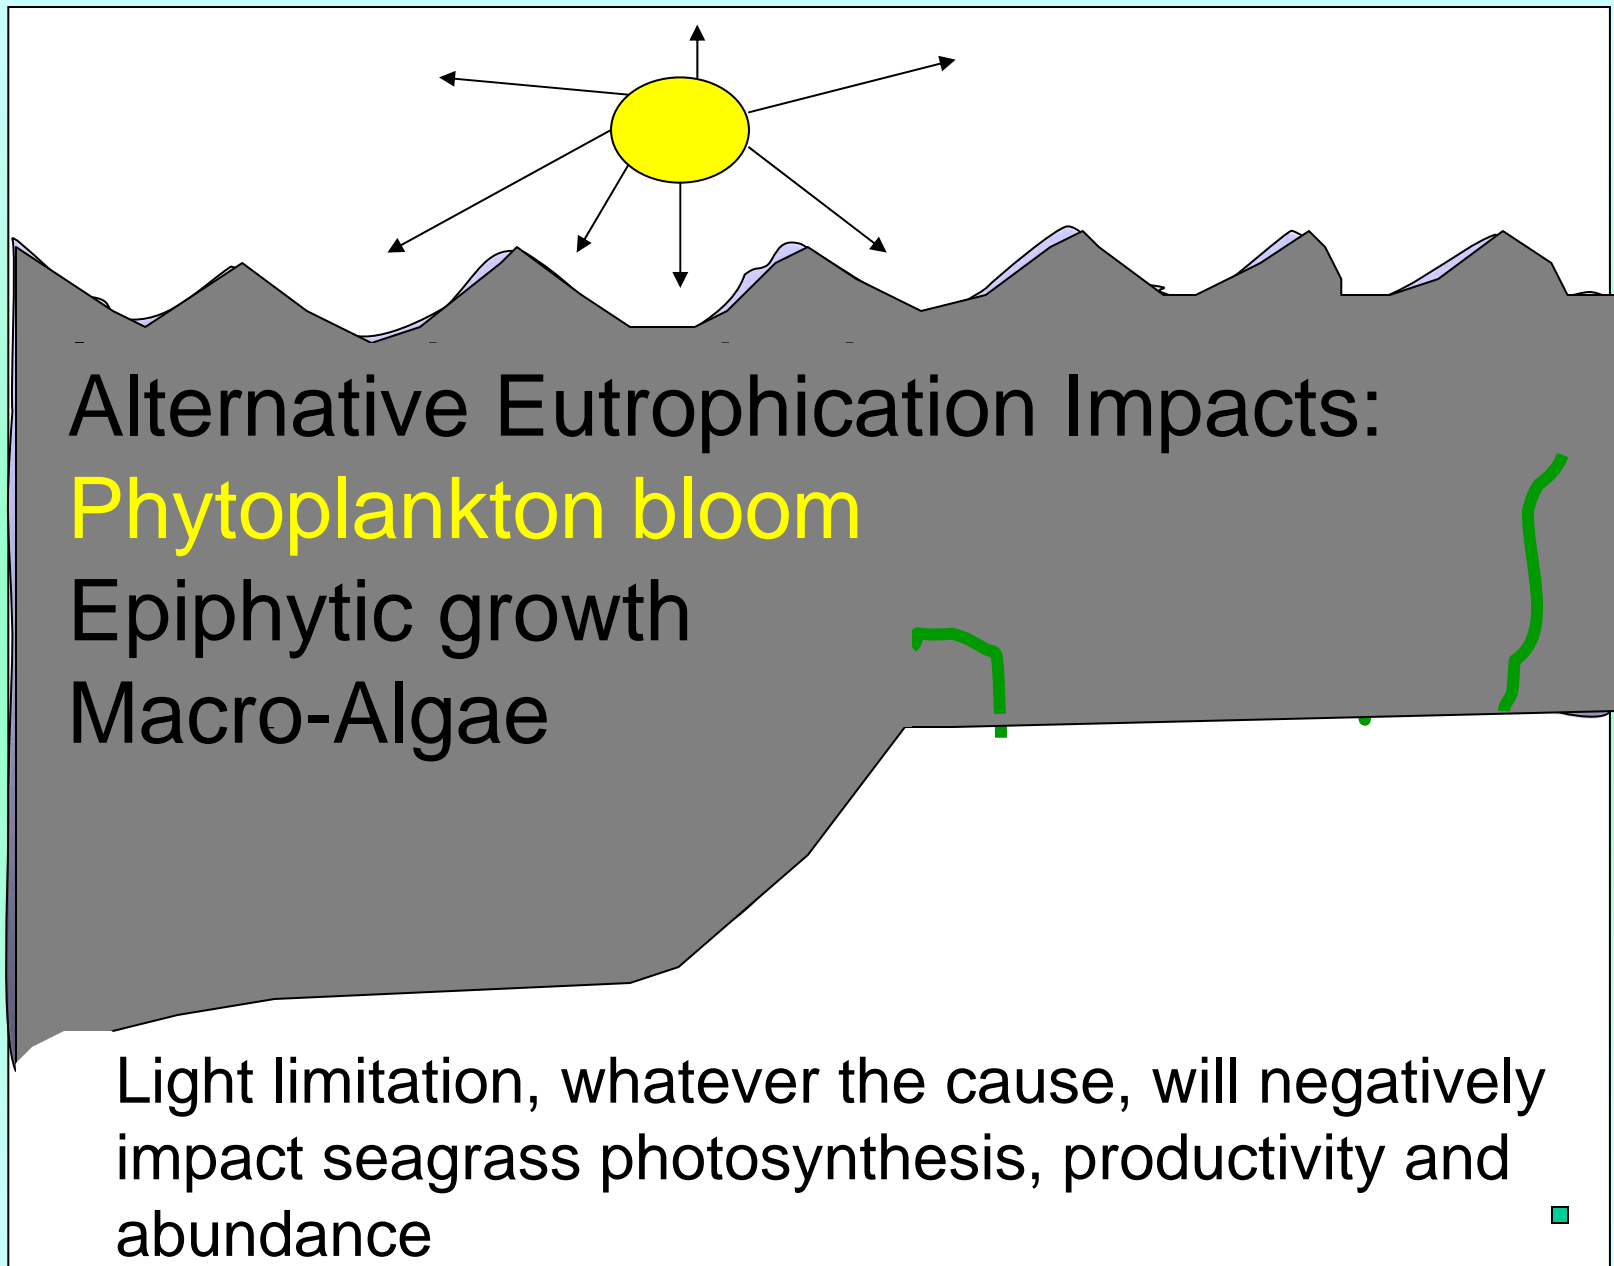 Alternative Eutrophication Impacts:
Phytoplankton bloom
Epiphytic growth
Macro-Algae
Light limitation, whatever the cause, will negatively
impact seagrass photosynthesis, productivity and
abundance